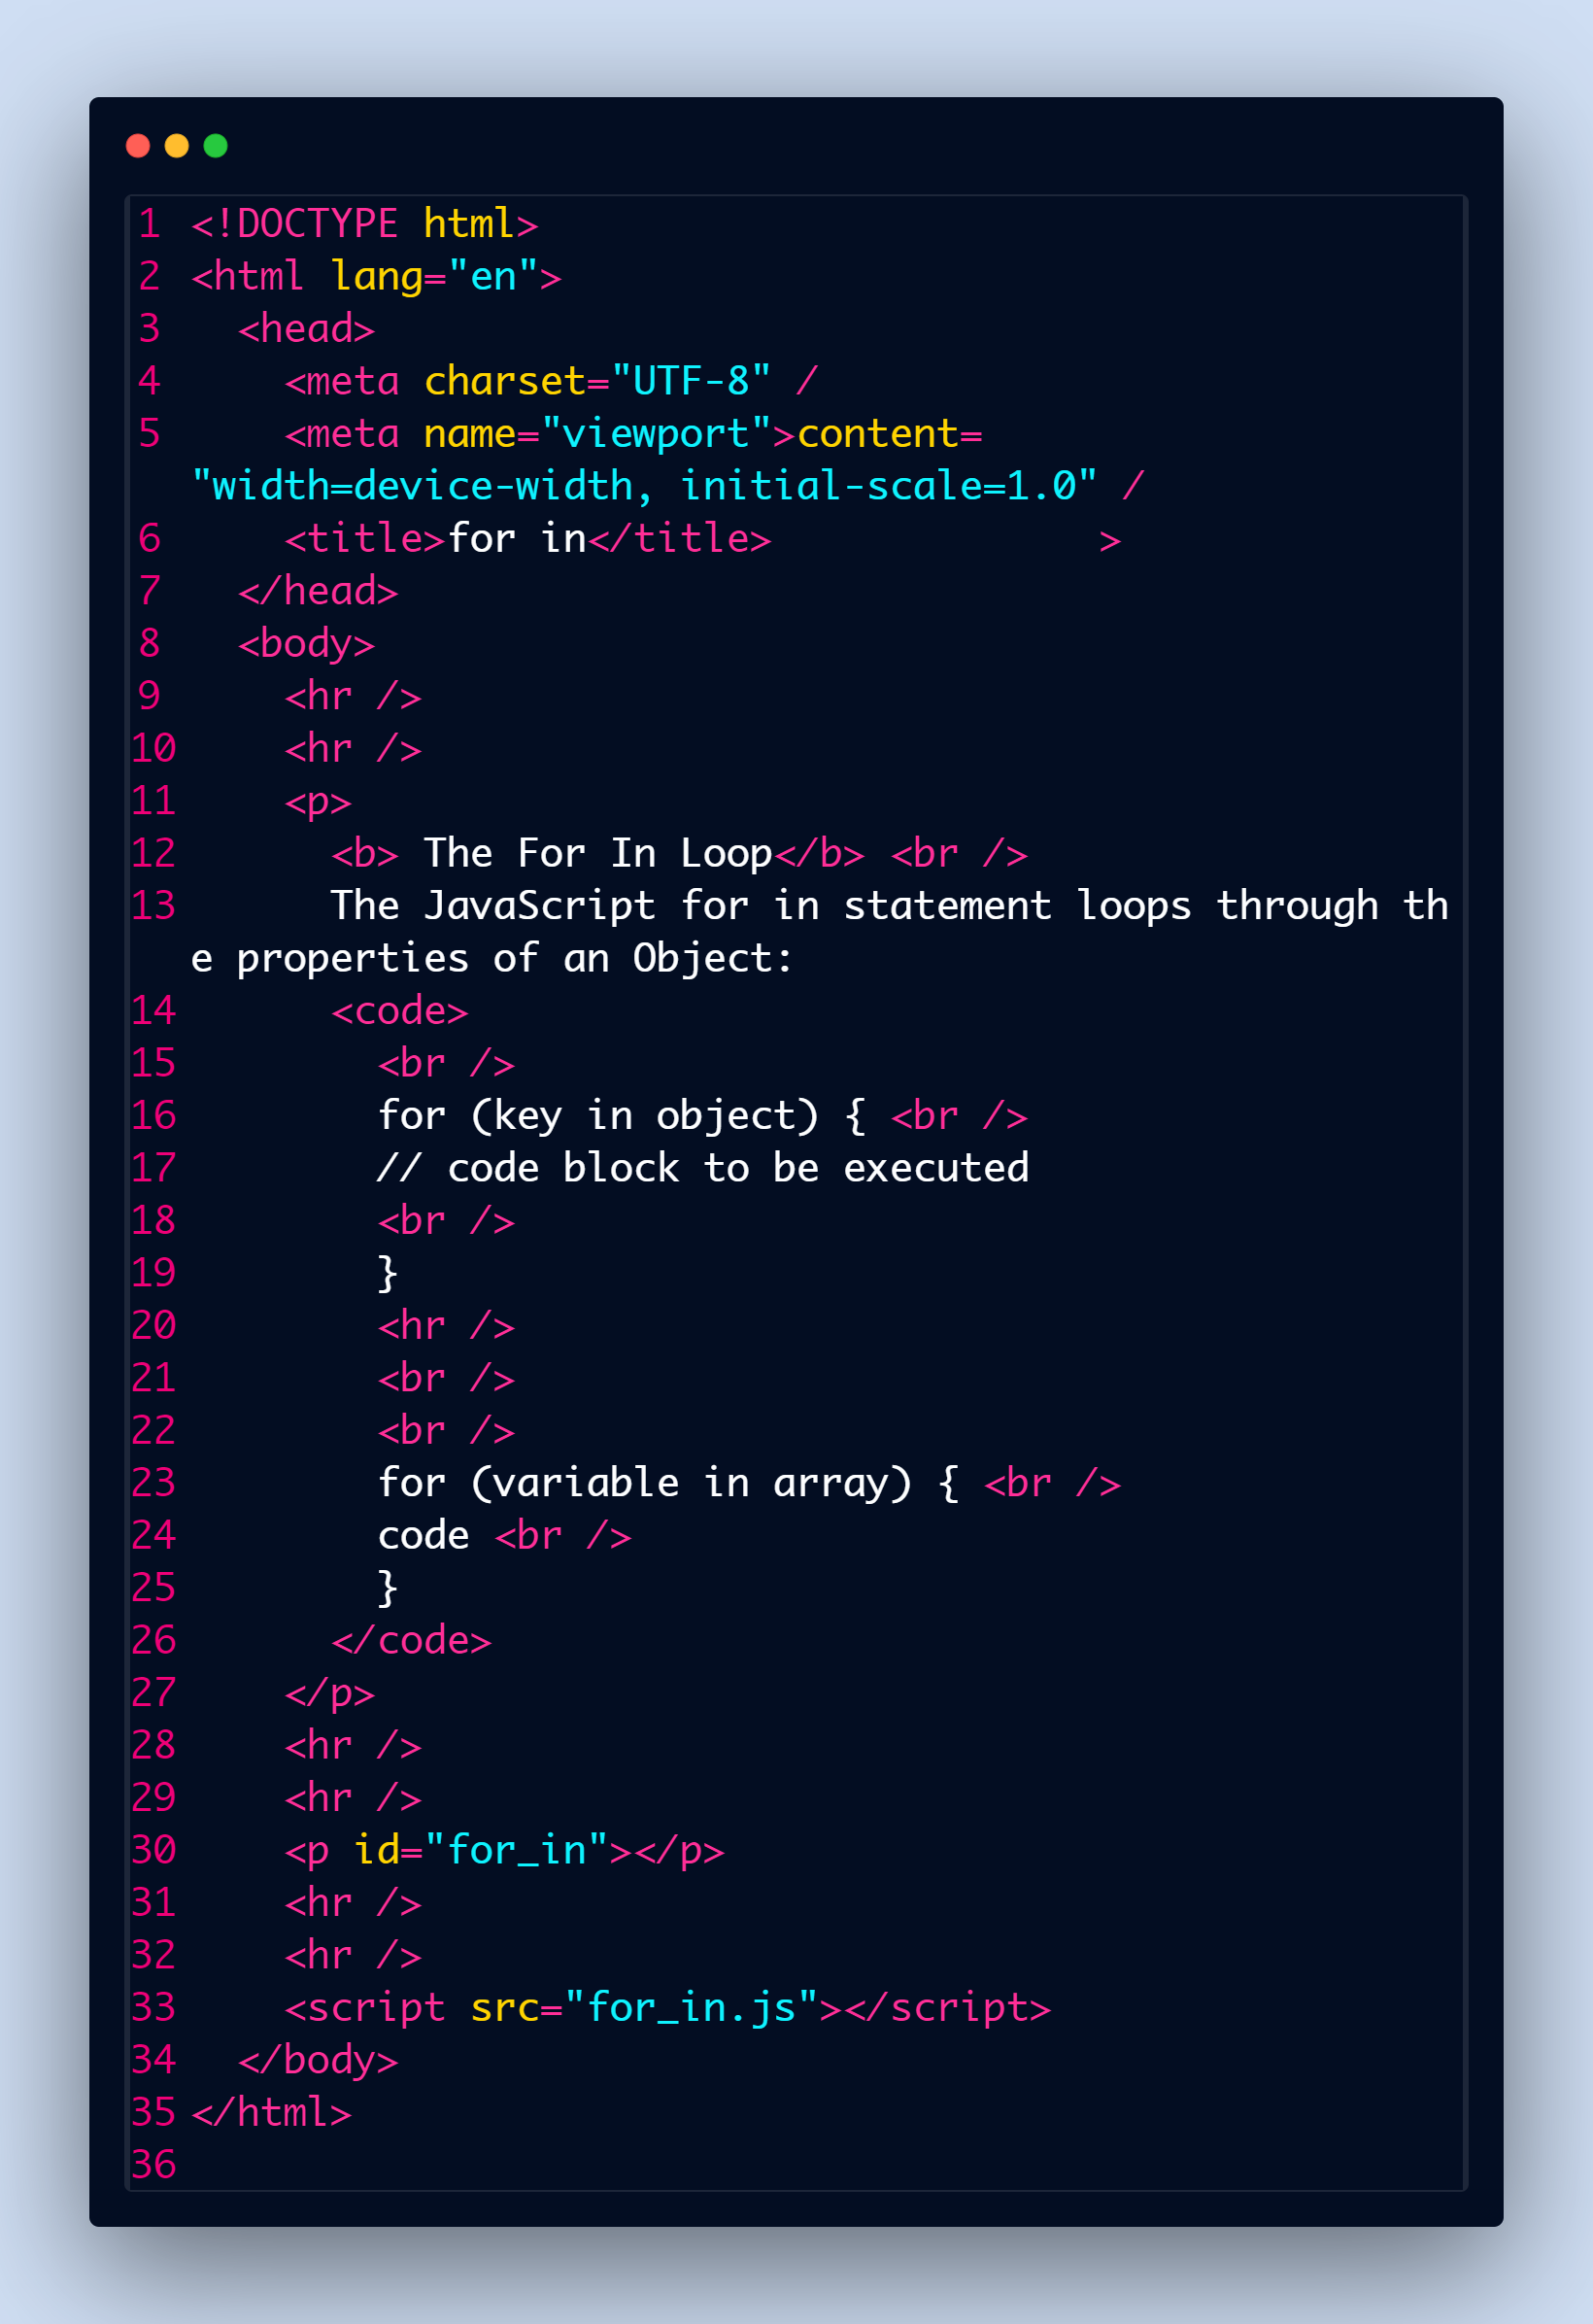 1 <!DOCTYPE html>
2 <html lang="en">
3   <head>
4     <meta charset="UTF-8" /
5     <meta name="viewport">content=
"width=device-width, initial-scale=1.0" /
6     <title>for in</title>              >
7   </head>
8   <body>
9     <hr />
10     <hr />
11     <p>
12       <b> The For In Loop</b> <br />
13       The JavaScript for in statement loops through th
e properties of an Object:
14       <code>
15         <br />
16         for (key in object) { <br />
17         // code block to be executed
18         <br />
19         }
20         <hr />
21         <br />
22         <br />
23         for (variable in array) { <br />
24         code <br />
25         }
26       </code>
27     </p>
28     <hr />
29     <hr />
30     <p id="for_in"></p>
31     <hr />
32     <hr />
33     <script src="for_in.js"></script>
34   </body>
35 </html>
36